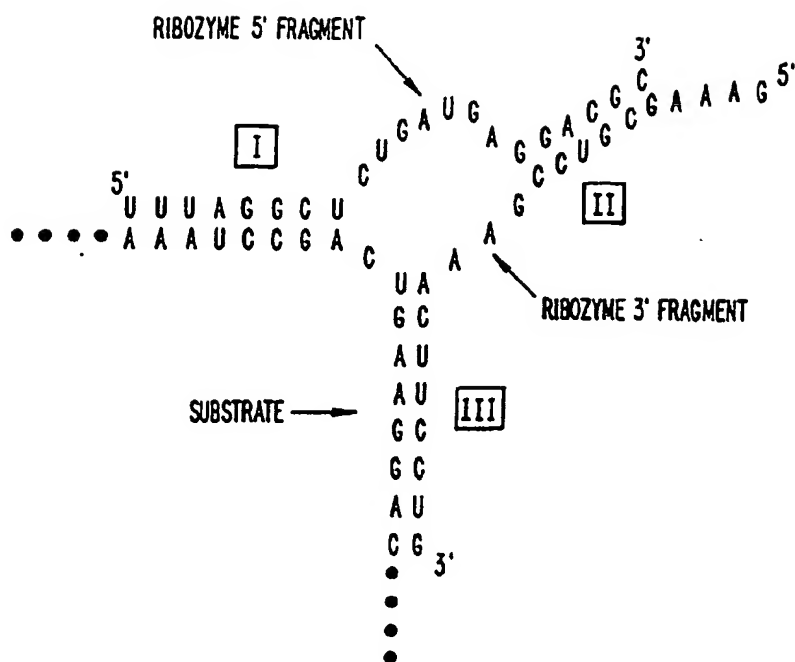 RIBOZYME 5' FRAGMENT
3'
5'
C U G A U G A G G A C G C
G C C U G C G A A A G
I
II
5'
U U U A G G C U
A A A U C C G A C
A A
RIBOZYME 3' FRAGMENT
U A
G C
A U
A U
G C
G C
A U
C G
3'
SUBSTRATE
III